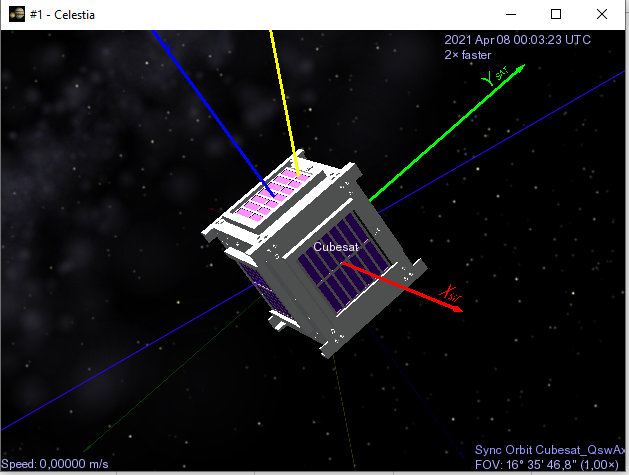 #1 - Celestia
2021 Apr 08 00:03:23 UTC
2× faster
Y SAT
Cubesat
X SAT
Speed: 0,00000 m/s
Sync Orbit Cubesat_QswAx
FOV: 16° 35' 46,8" (1,00×)